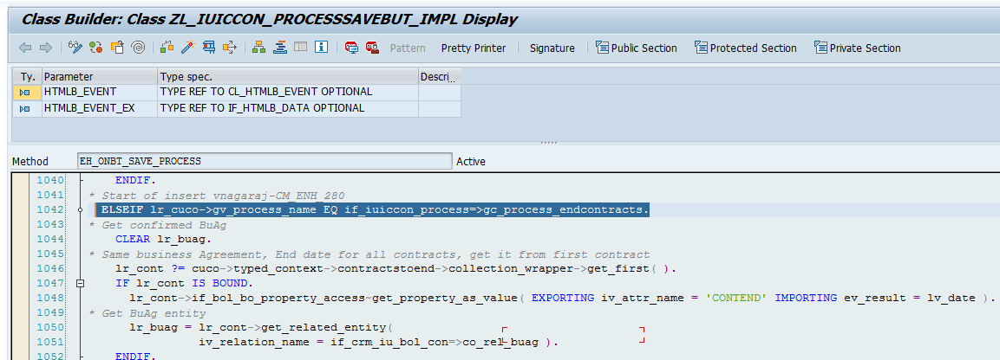 Class Builder: Class ZL_IUICCON_PROCESSSAVEBUT_IMPL Display
Pattern Pretty Printer Signature Public Section Protected Section Private Section
Ty. Parameter Type spec. Descri...
HTMLB_EVENT TYPE REF TO CL_HTMLB_EVENT OPTIONAL
HTMLB_EVENT_EX TYPE REF TO IF_HTMLB_DATA OPTIONAL
Method EH_ONBT_SAVE_PROCESS Active
1040 ENDIF.
1041 * Start of insert vnagaraj-CM_ENH_280
1042 ELSEIF lr_cuco->gv_process_name EQ if_iuiccon_process=>gc_process_endcontracts.
1043 * Get confirmed BuAg
1044 CLEAR lr_buag.
1045 * Same business Agreement, End date for all contracts, get it from first contract
1046 lr_cont ?= cuco->typed_context->contractstoend->collection_wrapper->get_first( ).
1047 IF lr_cont IS BOUND.
1048 lr_cont->if_bol_bo_property_access~get_property_as_value( EXPORTING iv_attr_name = 'CONTEND' IMPORTING ev_result = lv_date ).
1049 * Get BuAg entity
1050 lr_buag = lr_cont->get_related_entity(
1051 iv_relation_name = if_crm_iu_bol_con=>co_rel_buag ).
1052 ENDIF.